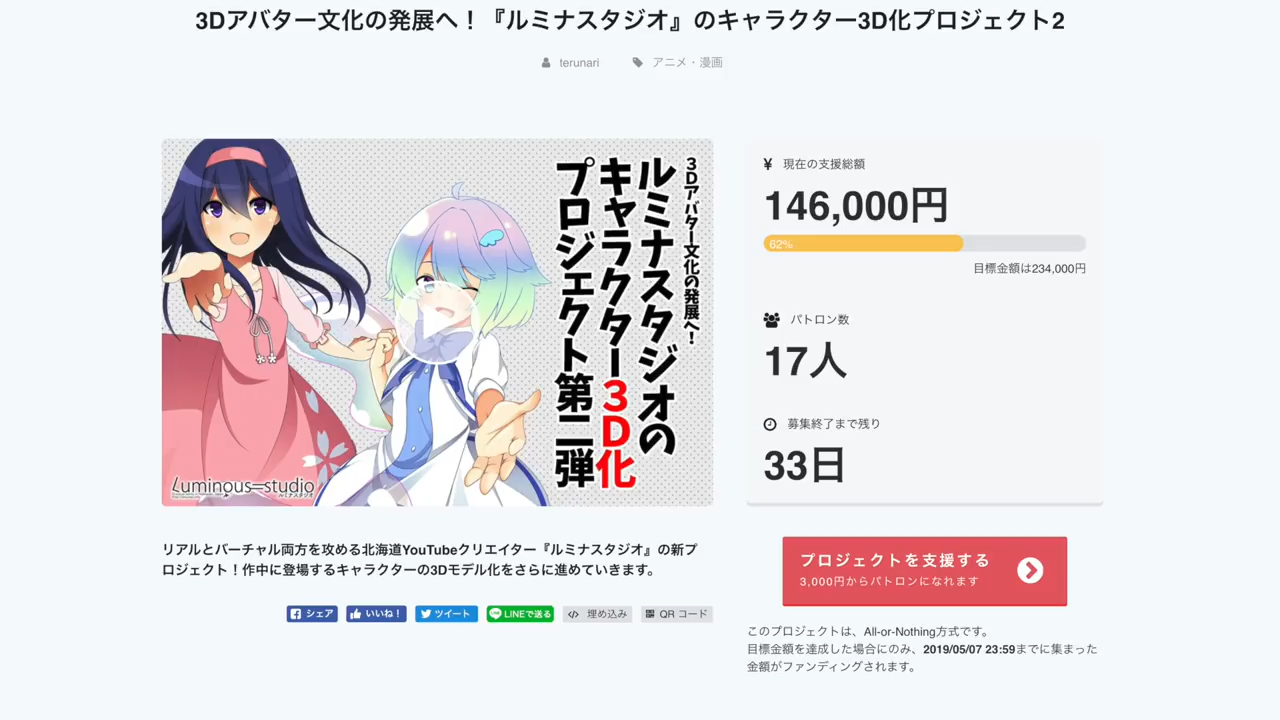 3Dアバター文化の発展へ！『ルミナスタジオ』のキャラクター3D化プロジェクト2
terunari
アニメ・漫画
3Dアバター文化の発展へ！
ルミナスタジオの
キャラクター3D化
プロジェクト第二弾
Luminous-studio
ルミナスタジオ
¥ 現在の支援総額
146,000円
62%
目標金額は234,000円
パトロン数
17人
募集終了まで残り
33日
リアルとバーチャル両方を攻める北海道YouTubeクリエイター『ルミナスタジオ』の新プ
ロジェクト！作中に登場するキャラクターの3Dモデル化をさらに進めていきます。
シェア
いいね！
ツイート
LINEで送る
埋め込み
QR コード
プロジェクトを支援する
3,000円からパトロンになれます
このプロジェクトは、All-or-Nothing方式です。
目標金額を達成した場合にのみ、2019/05/07 23:59までに集まった
金額がファンディングされます。